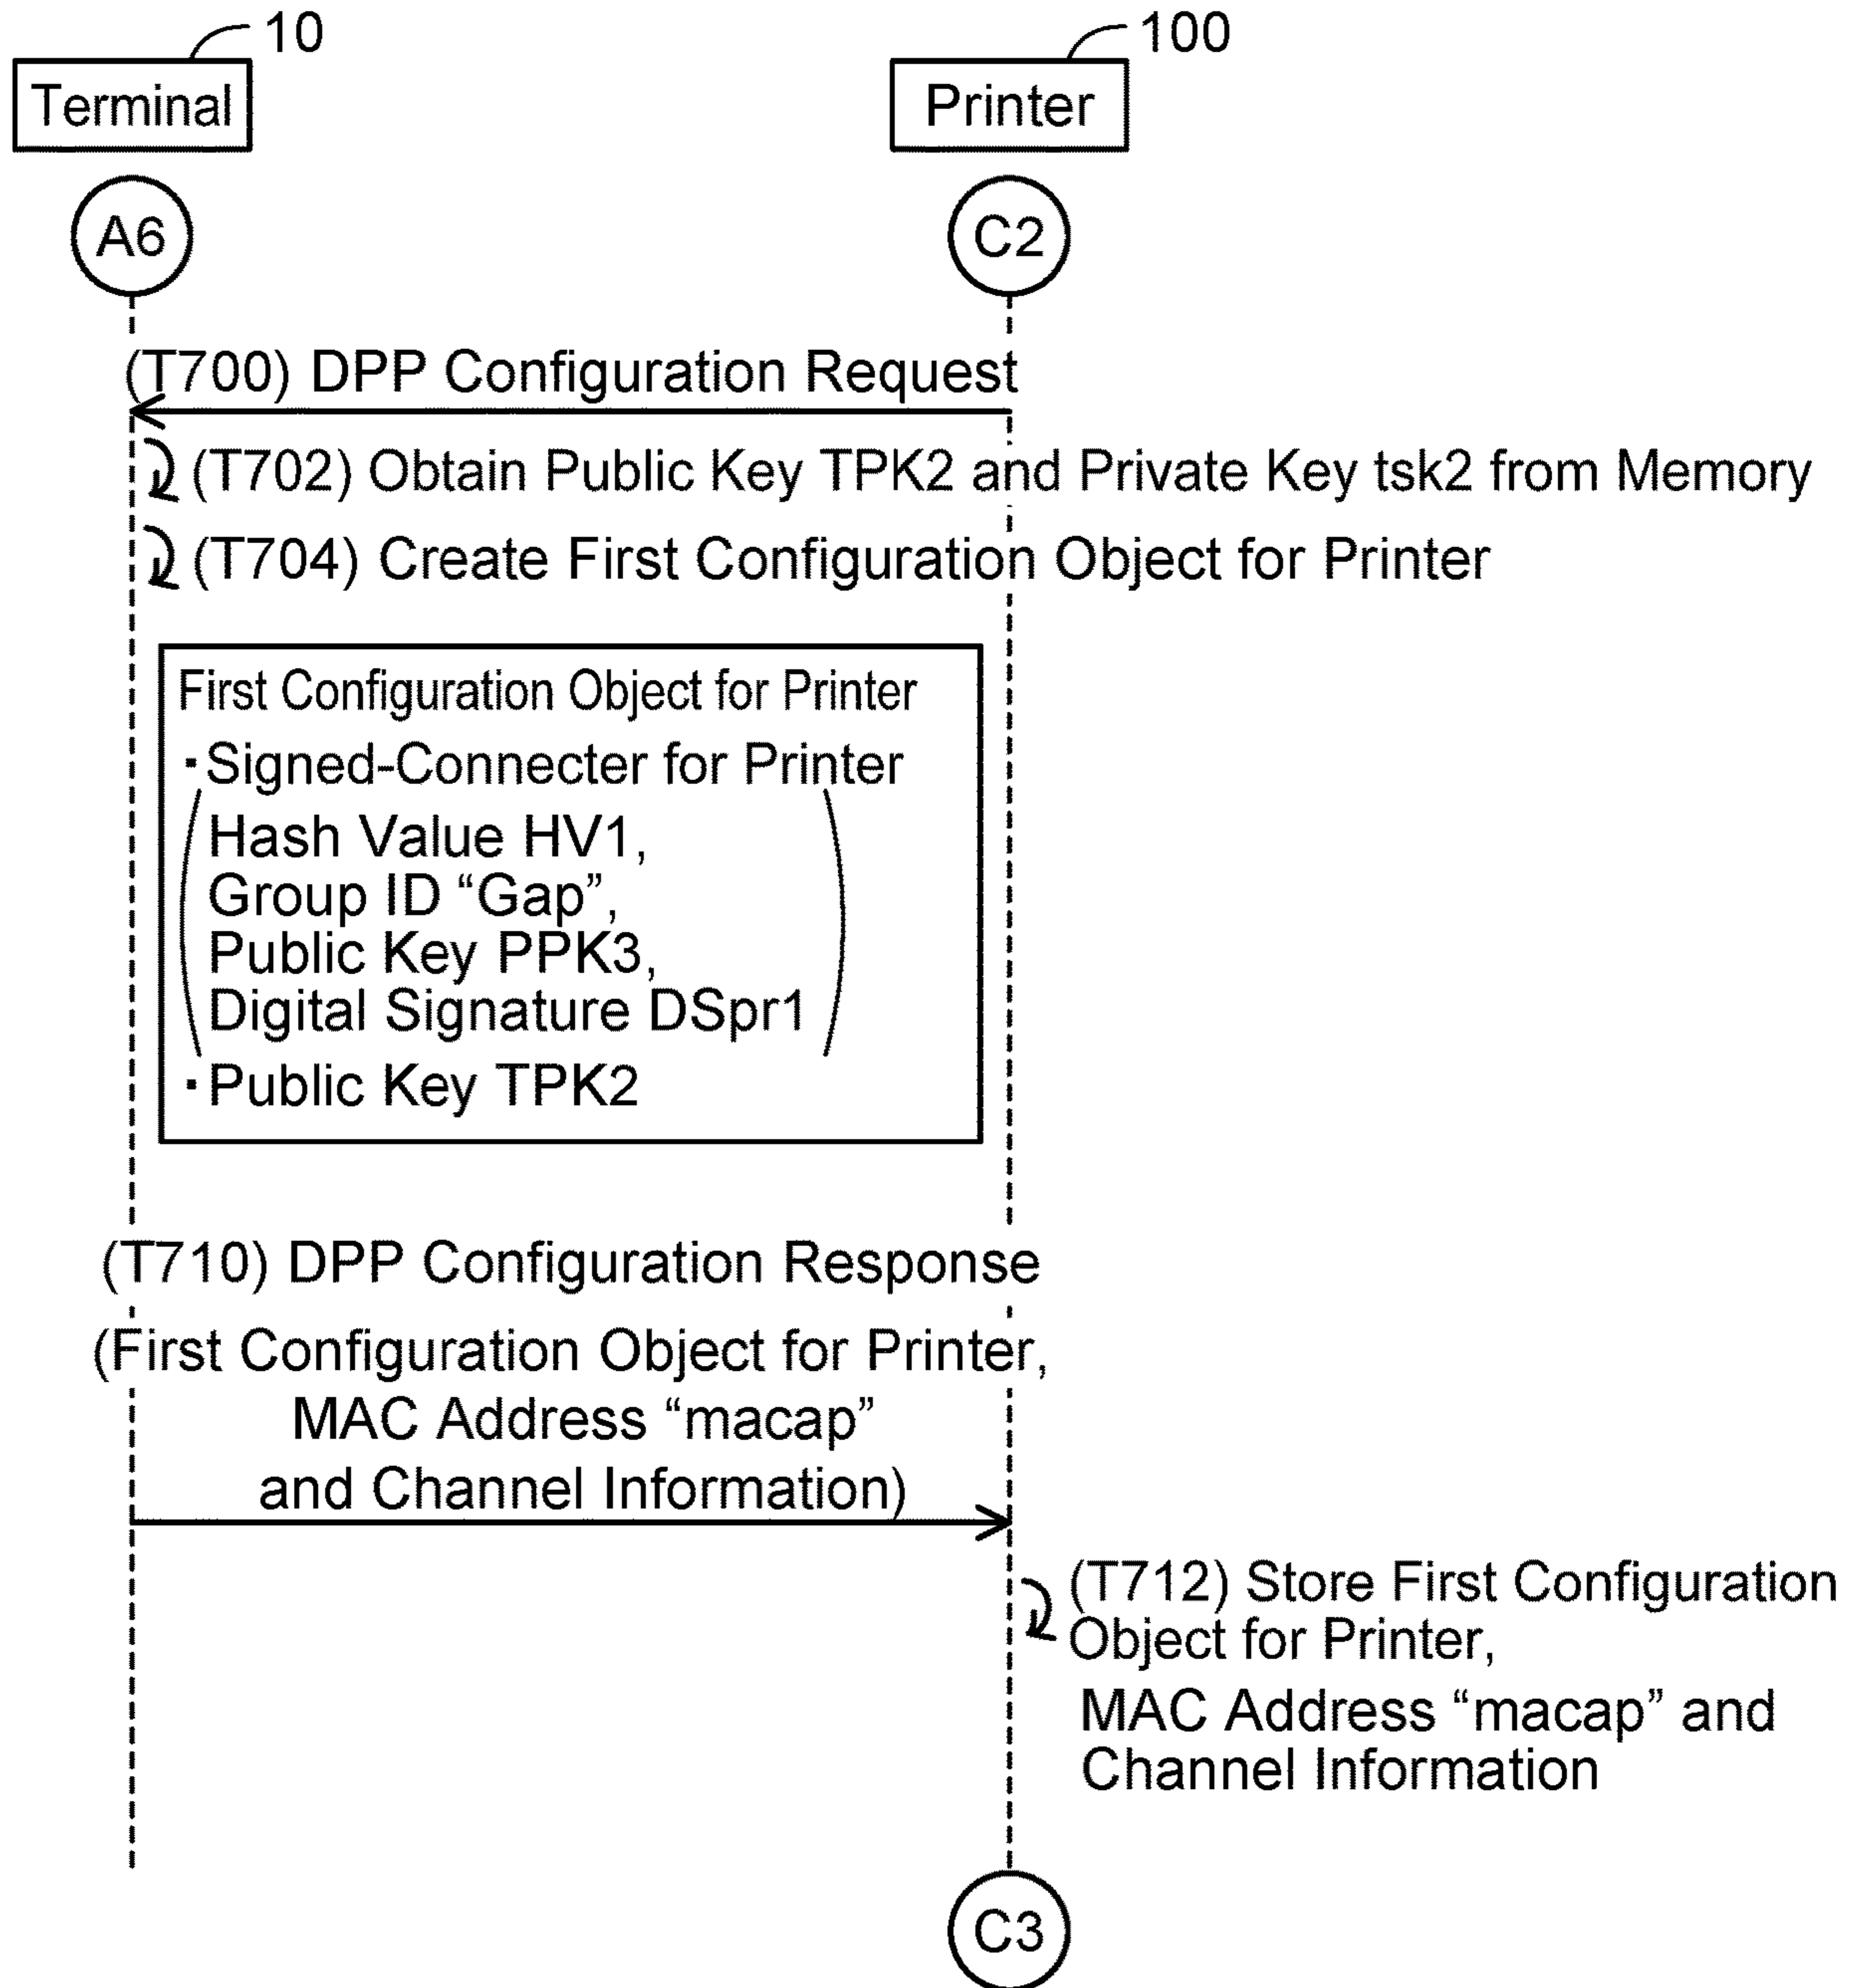 10
100
Terminal
Printer
A6
C2
(T700) DPP Configuration Request
(T702) Obtain Public Key TPK2 and Private Key tsk2 from Memory
(T704) Create First Configuration Object for Printer
First Configuration Object for Printer
・Signed-Connecter for Printer
Hash Value HV1,
Group ID “Gap”,
Public Key PPK3,
Digital Signature DSpr1
・Public Key TPK2
(T710) DPP Configuration Response
(First Configuration Object for Printer,
MAC Address “macap”
and Channel Information)
(T712) Store First Configuration
Object for Printer,
MAC Address “macap” and
Channel Information
C3